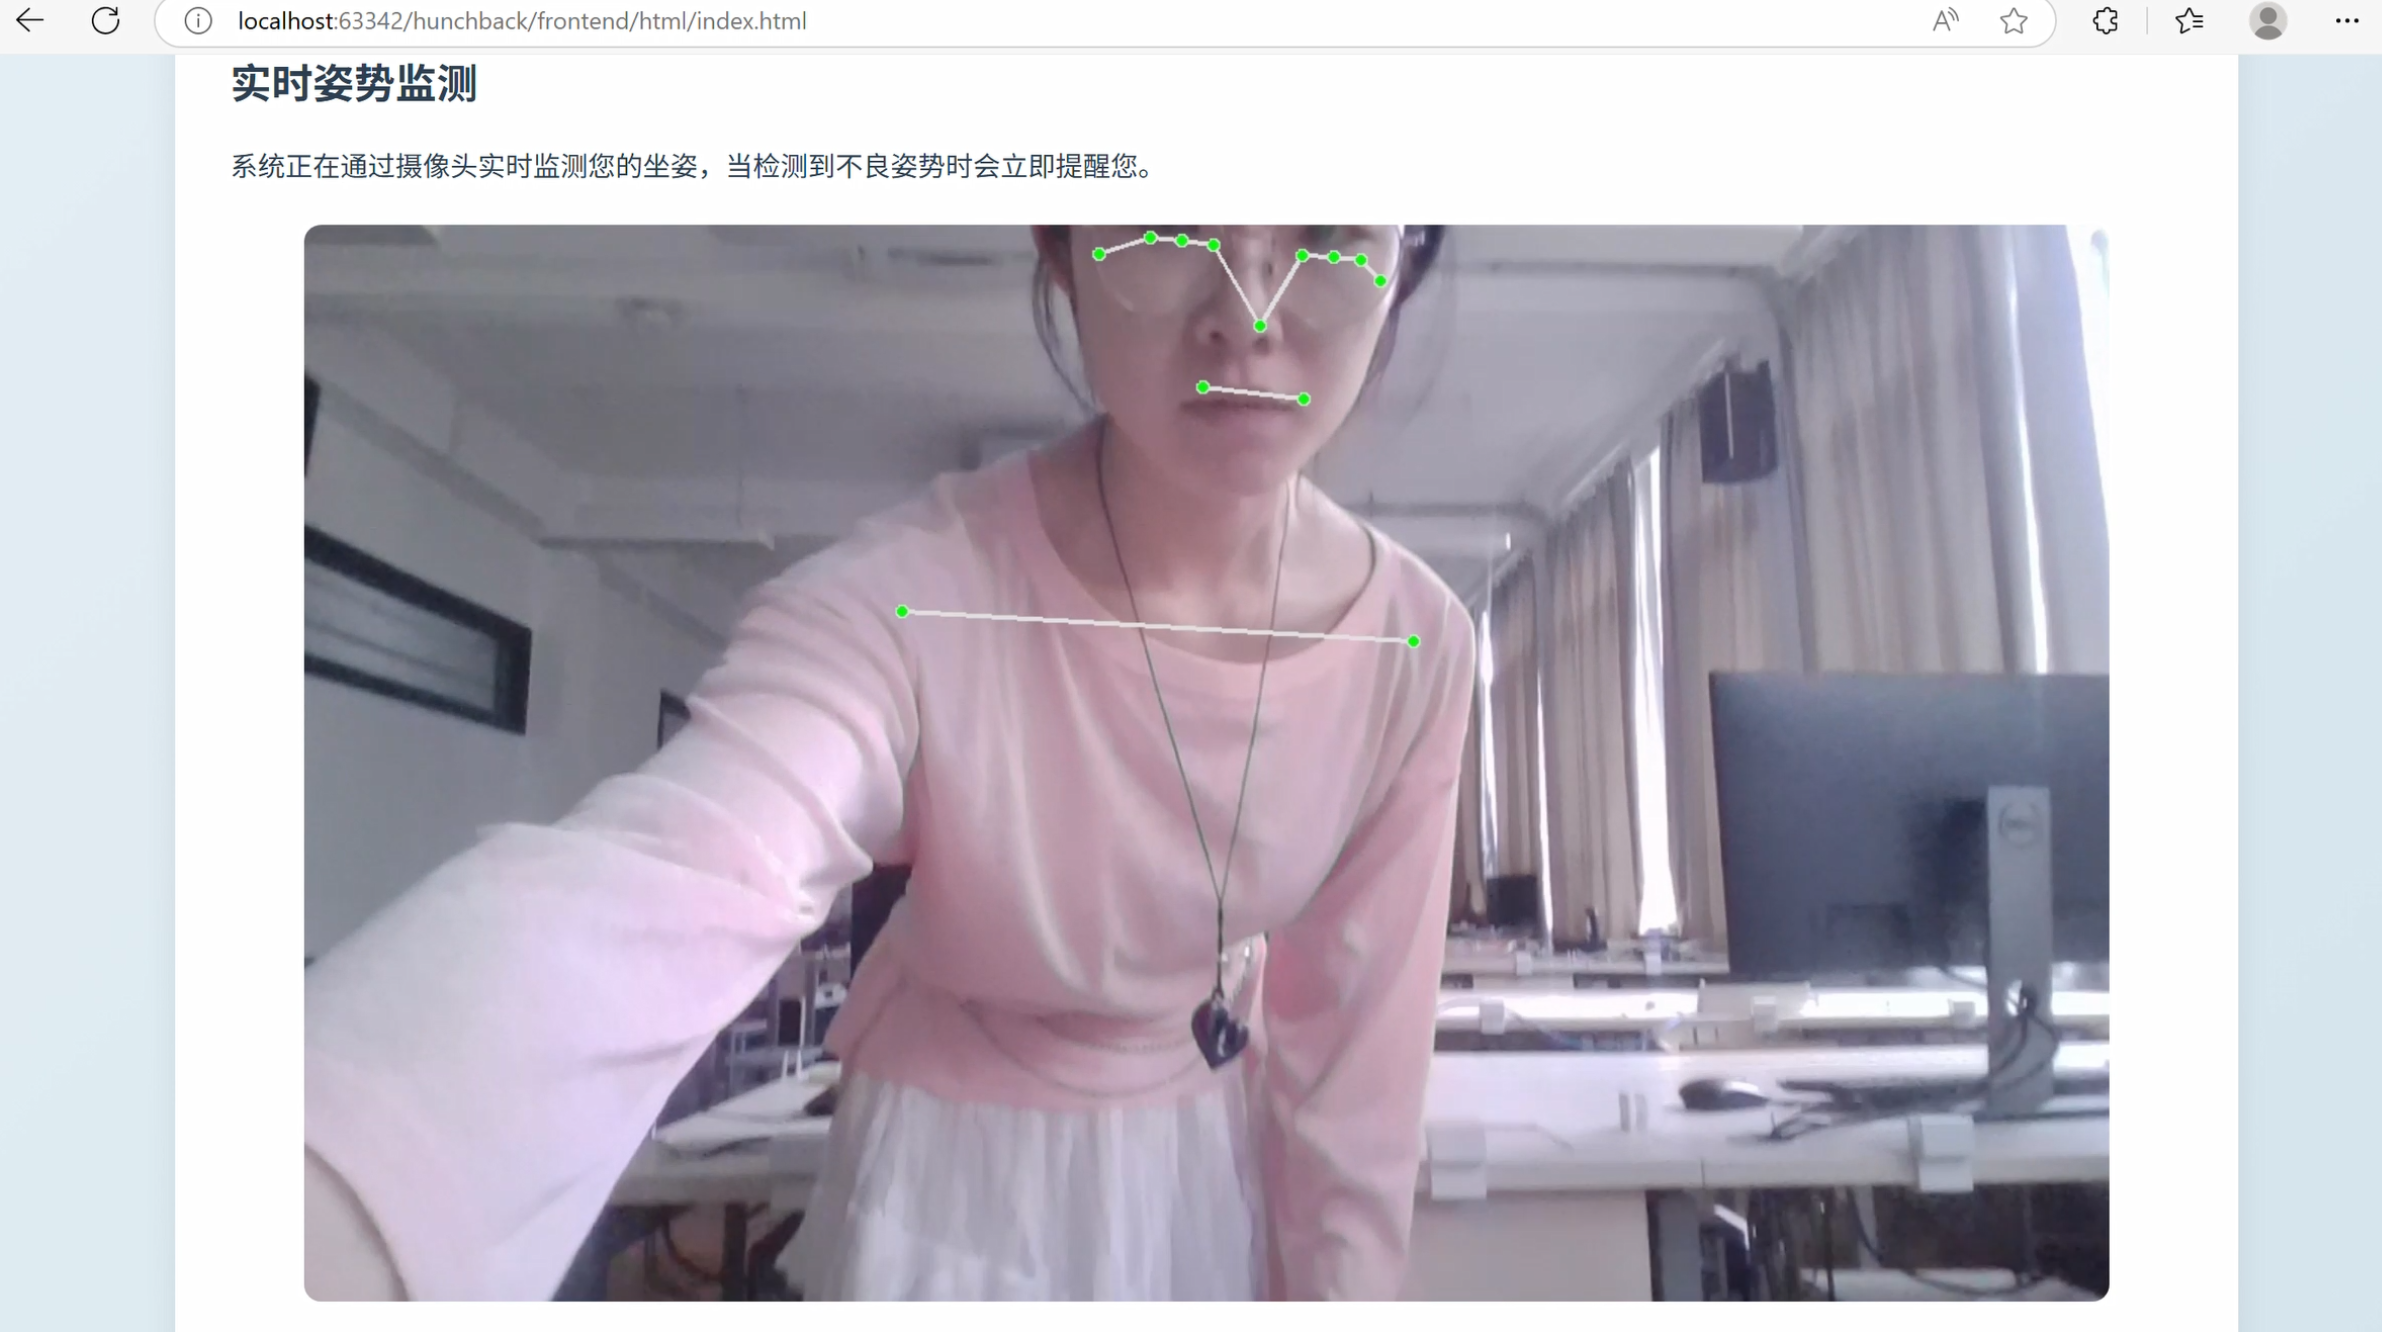 localhost:63342/hunchback/frontend/html/index.html
实时姿势监测
系统正在通过摄像头实时监测您的坐姿，当检测到不良姿势时会立即提醒您。